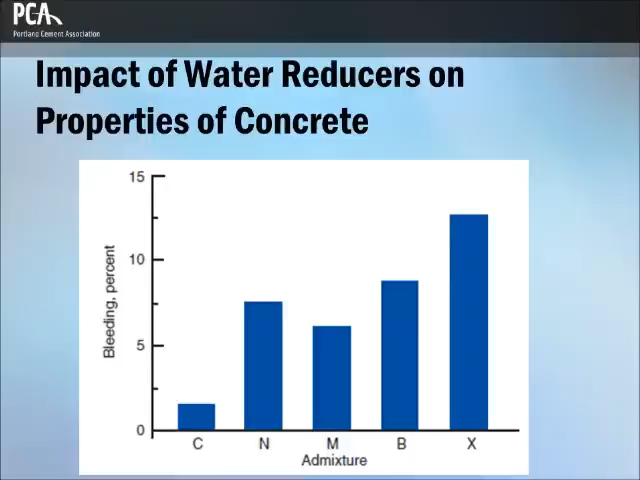 PCA
Portland Cement Association
Impact of Water Reducers on
Properties of Concrete
15
10
5
0
Bleeding, percent
C N M B X
Admixture